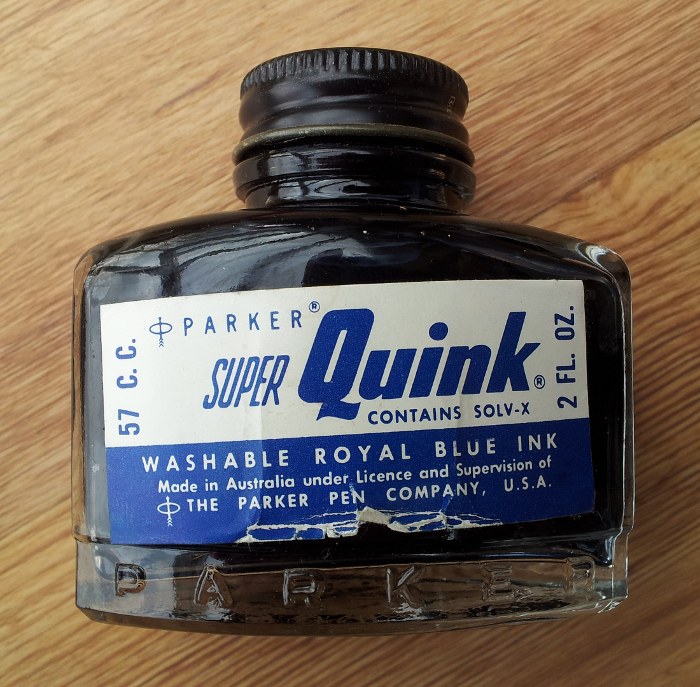 PARKER®
SUPER Quink®
CONTAINS SOLV-X
57 C.C.
2 FL. OZ.
WASHABLE ROYAL BLUE INK
Made in Australia under Licence and Supervision of
THE PARKER PEN COMPANY, U.S.A.
PARKER